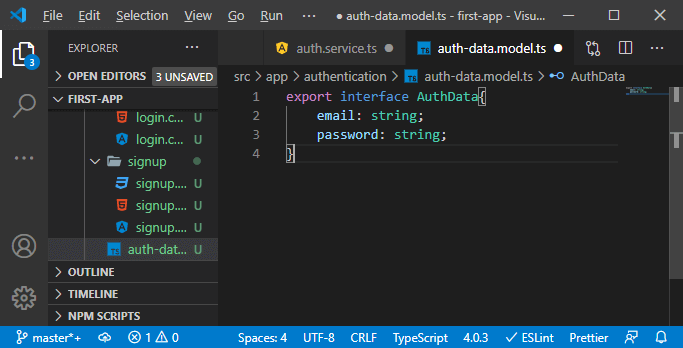 File Edit Selection View Go Run ··· ● auth-data.model.ts - first-app - Visu...
EXPLORER ···
auth.service.ts ●
TS auth-data.model.ts ● ···
OPEN EDITORS 3 UNSAVED
src > app > authentication > TS auth-data.model.ts > AuthData
FIRST-APP
login.c... U
login.c... U
signup ●
signup.... U
signup.... U
signup.... U
TS auth-dat... U
OUTLINE
TIMELINE
NPM SCRIPTS
1 export interface AuthData{
2 email: string;
3 password: string;
4 }
3
master*+ 1 0 Spaces: 4 UTF-8 CRLF TypeScript 4.0.3 ✓ ESLint Prettier